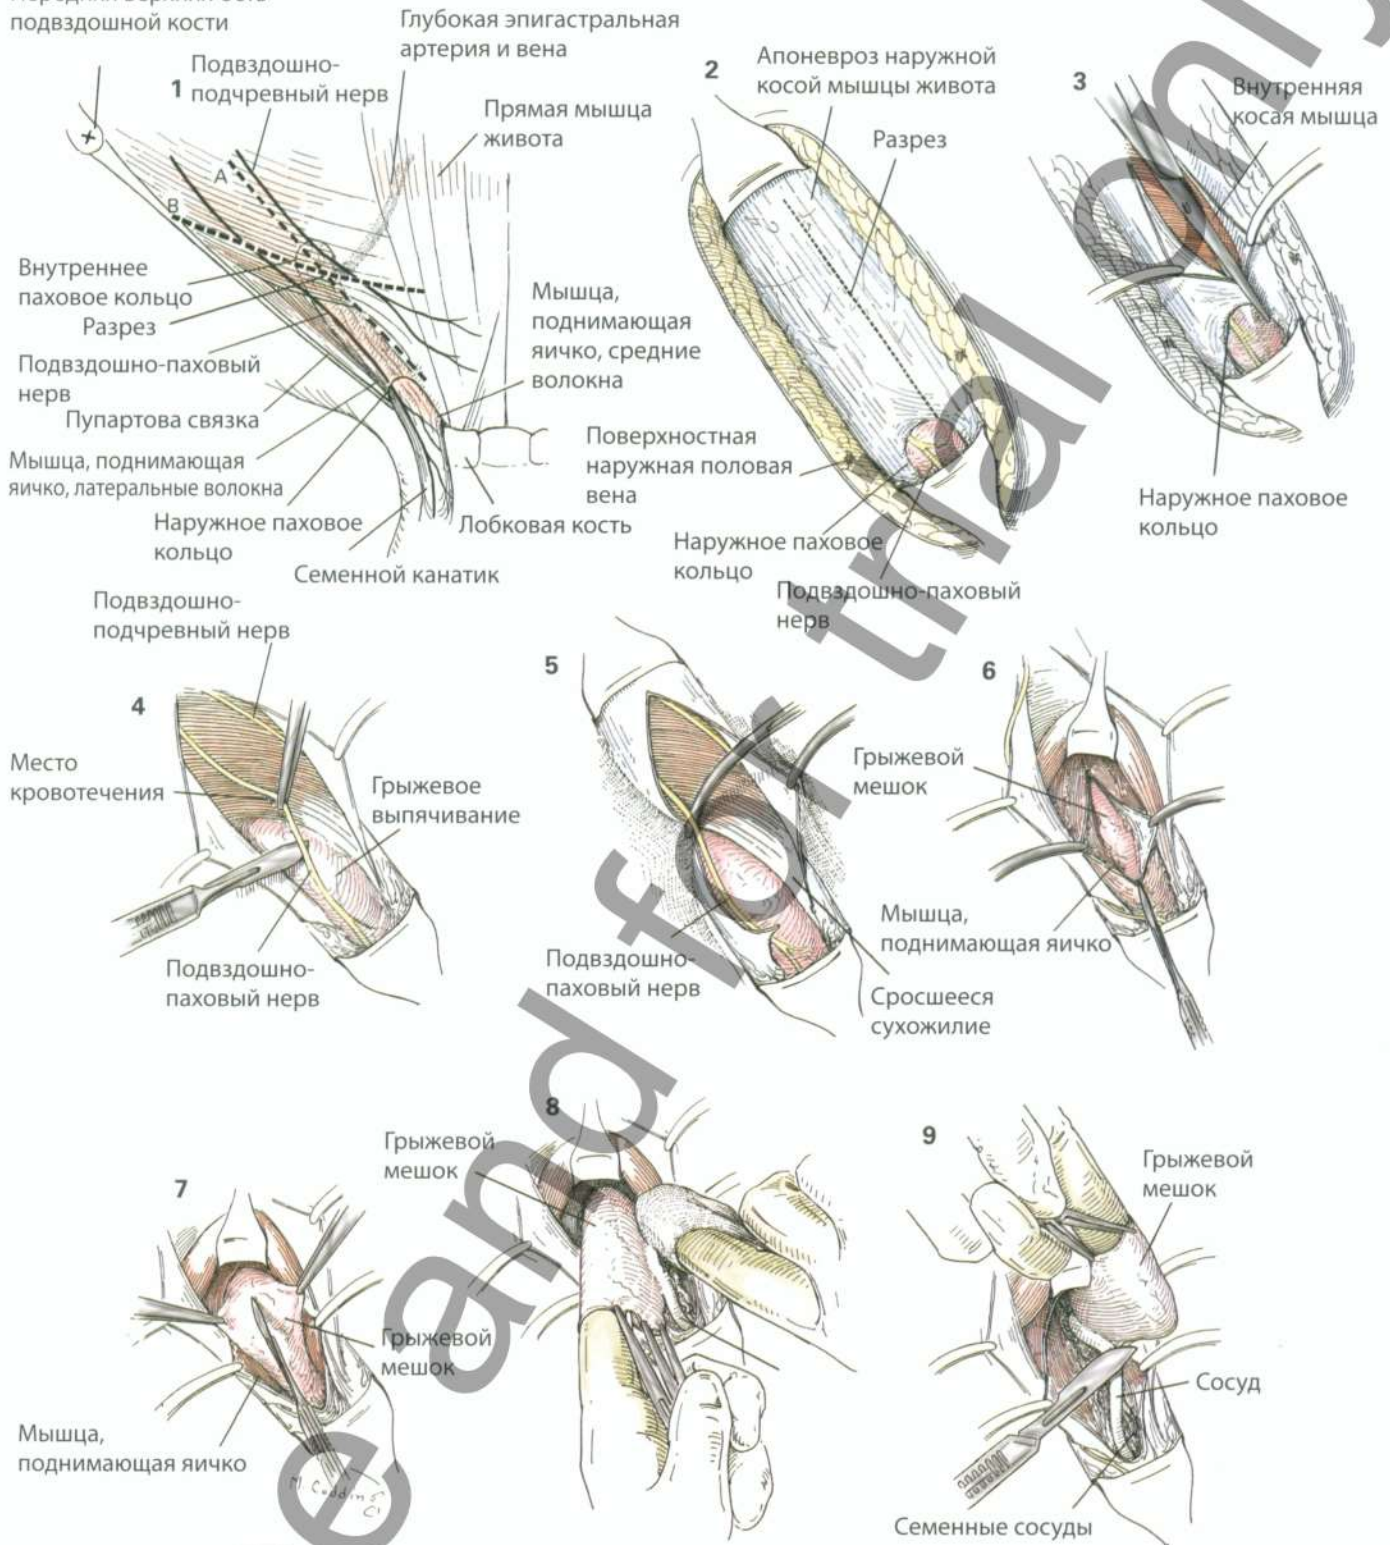 подвздошной кости
1
Подвздошно-
подчревный нерв
Глубокая эпигастральная
артерия и вена
Прямая мышца
живота
A
B
Внутреннее
паховое кольцо
Разрез
Подвздошно-паховый
нерв
Пупартова связка
Мышца, поднимающая
яичко, латеральные волокна
Наружное паховое
кольцо
Семенной канатик
Мышца,
поднимающая
яичко, средние
волокна
Лобковая кость
2
Апоневроз наружной
косой мышцы живота
Разрез
Поверхностная
наружная половая
вена
Наружное паховое
кольцо
Подвздошно-паховый
нерв
3
Внутренняя
косая мышца
Наружное паховое
кольцо
4
Подвздошно-
подчревный нерв
Место
кровотечения
Грыжевое
выпячивание
Подвздошно-
паховый нерв
5
Подвздошно-
паховый нерв
Сросшееся
сухожилие
6
Грыжевой
мешок
Мышца,
поднимающая яичко
7
Грыжевой
мешок
Мышца,
поднимающая яичко
8
Грыжевой
мешок
9
Грыжевой
мешок
Сосуд
Семенные сосуды
e and for trial only